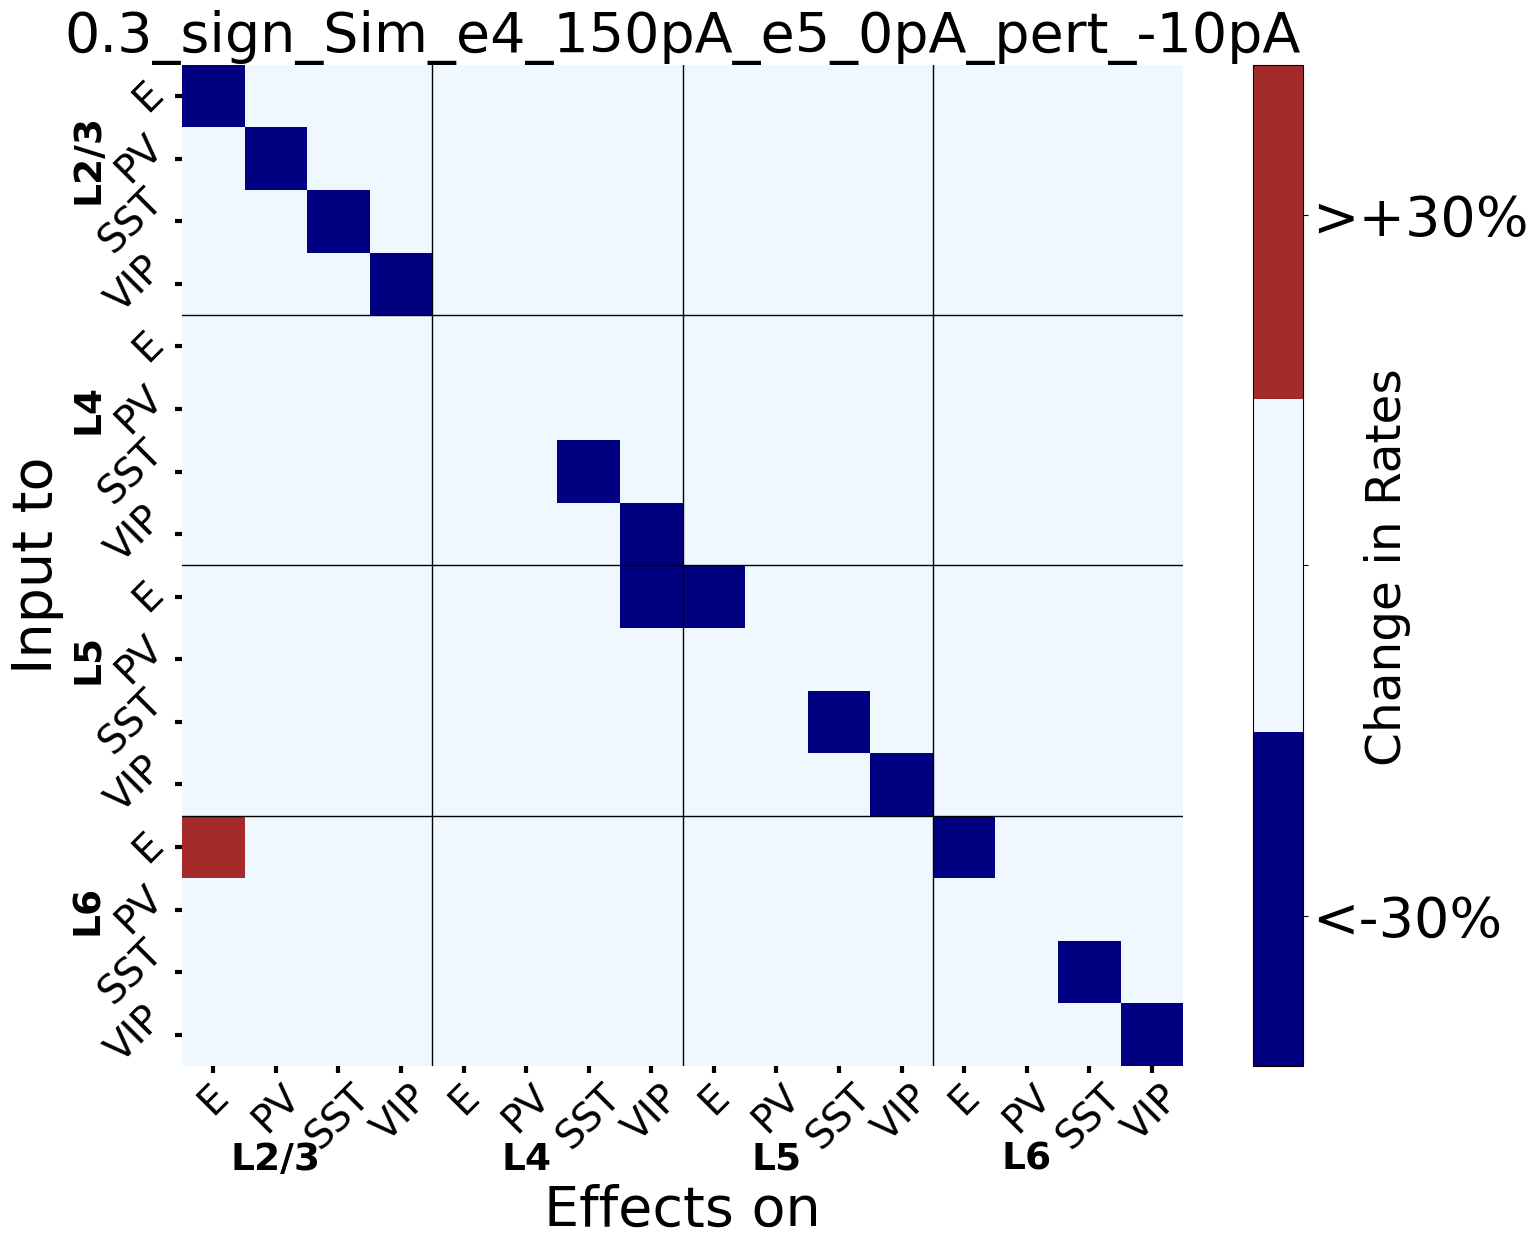 0.3_sign_Sim_e4_150pA_e5_0pA_pert_-10pA
Input to
L2/3
E
PV
SST
VIP
L4
E
PV
SST
VIP
L5
E
PV
SST
VIP
L6
E
PV
SST
VIP
E
PV
SST
VIP
E
PV
SST
VIP
E
PV
SST
VIP
E
PV
SST
VIP
L2/3
L4
L5
L6
Effects on
>+30%
<-30%
Change in Rates